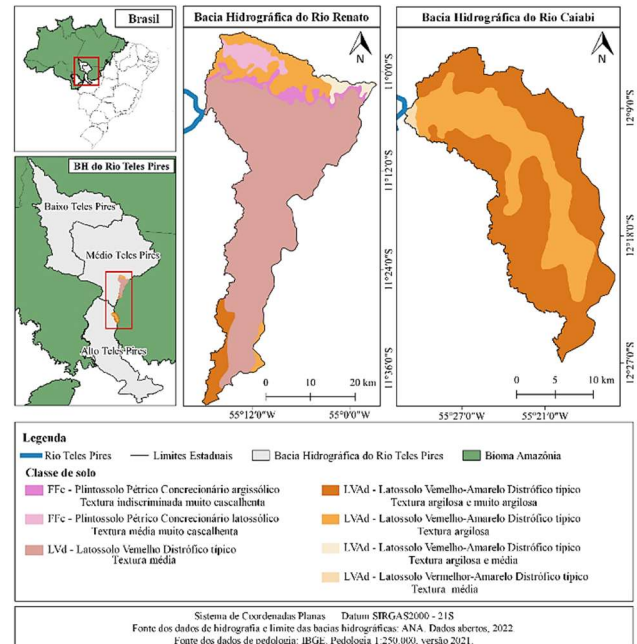 Brasil
BH do Rio Teles Pires
Baixo Teles Pires
Médio Teles Pires
Alto Teles Pires
Bacia Hidrográfica do Rio Renato
N
11°0'0"S
11°12'0"S
11°24'0"S
11°36'0"S
0 10 20 km
55°12'0"W 55°0'0"W
Bacia Hidrográfica do Rio Caiabi
N
12°9'0"S
12°18'0"S
12°27'0"S
0 5 10 km
55°27'0"W 55°21'0"W
Legenda
Rio Teles Pires Limites Estaduais Bacia Hidrográfica do Rio Teles Pires Bioma Amazônia
Classe de solo
FFc - Plintossolo Pétrico Concrecionário argissólico
Textura indiscriminada muito cascalhenta
FFc - Plintossolo Pétrico Concrecionário latossólico
Textura média muito cascalhenta
LVd - Latossolo Vermelho Distrófico típico
Textura média
LVAd - Latossolo Vemelho-Amarelo Distrófico típico
Textura argilosa e muito argilosa
LVAd - Latossolo Vemelho-Amarelo Distrófico típico
Textura argilosa
LVAd - Latossolo Vemelho-Amarelo Distrófico típico
Textura argilosa e média
LVAd - Latossolo Vermelhor-Amarelo Distrófico típico
Textura média
Sistema de Coordenadas Planas Datum SIRGAS2000 - 21S
Fonte dos dados de hidrografia e limite das bacias hidrográficas: ANA. Dados abertos, 2022
Fonte dos dados de pedologia: IBGE. Pedologia 1:250.000, versão 2021.